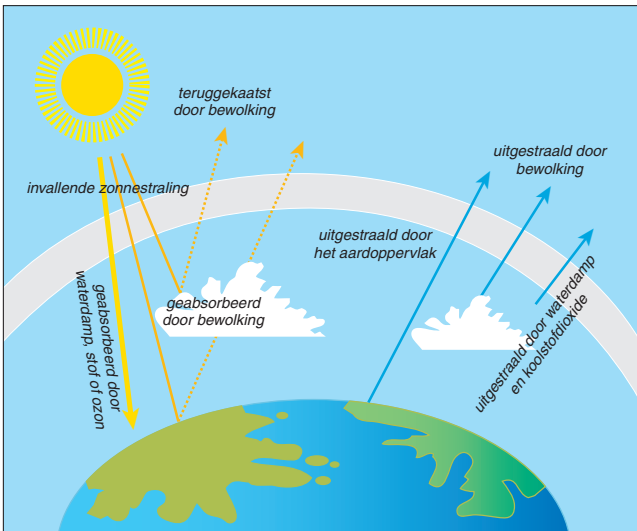 teruggekaatst
door bewolking
invallende zonnestraling
uitgestraald door
bewolking
uitgestraald door
het aardoppervlak
geabsorbeerd
door bewolking
geabsorbeerd door
waterdamp, stof of ozon
uitgestraald door waterdamp
en koolstofdioxide